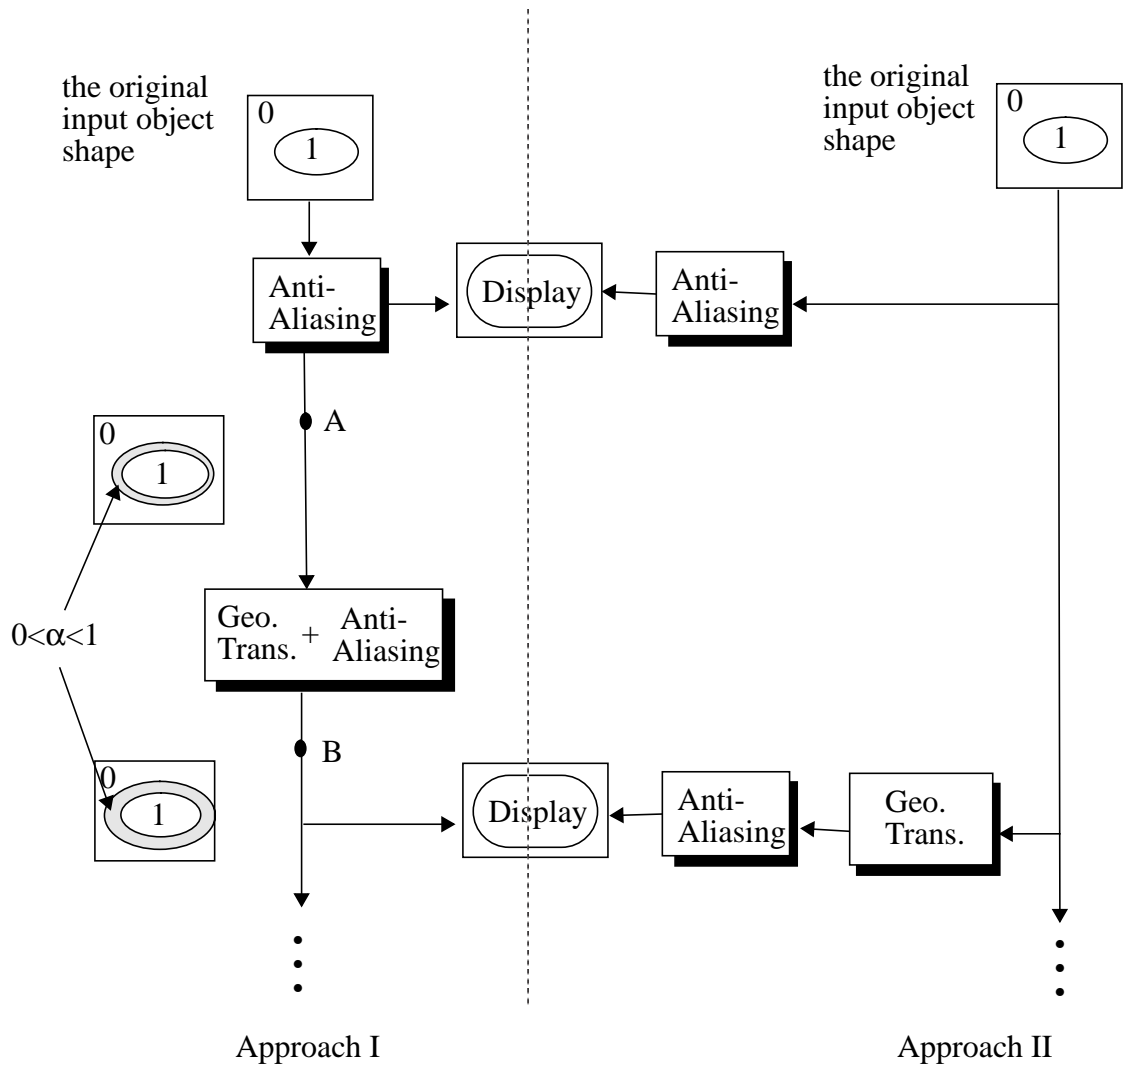 the original
input object
shape
0
1
the original
input object
shape
0
1
Anti-
Aliasing
Display
Anti-
Aliasing
A
0
1
0<α<1
Geo.
Trans.
+
Anti-
Aliasing
B
0
1
Display
Anti-
Aliasing
Geo.
Trans.
Approach I
Approach II